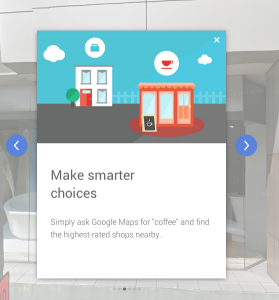 Make smarter
choices
Simply ask Google Maps for "coffee" and find
the highest-rated shops nearby.